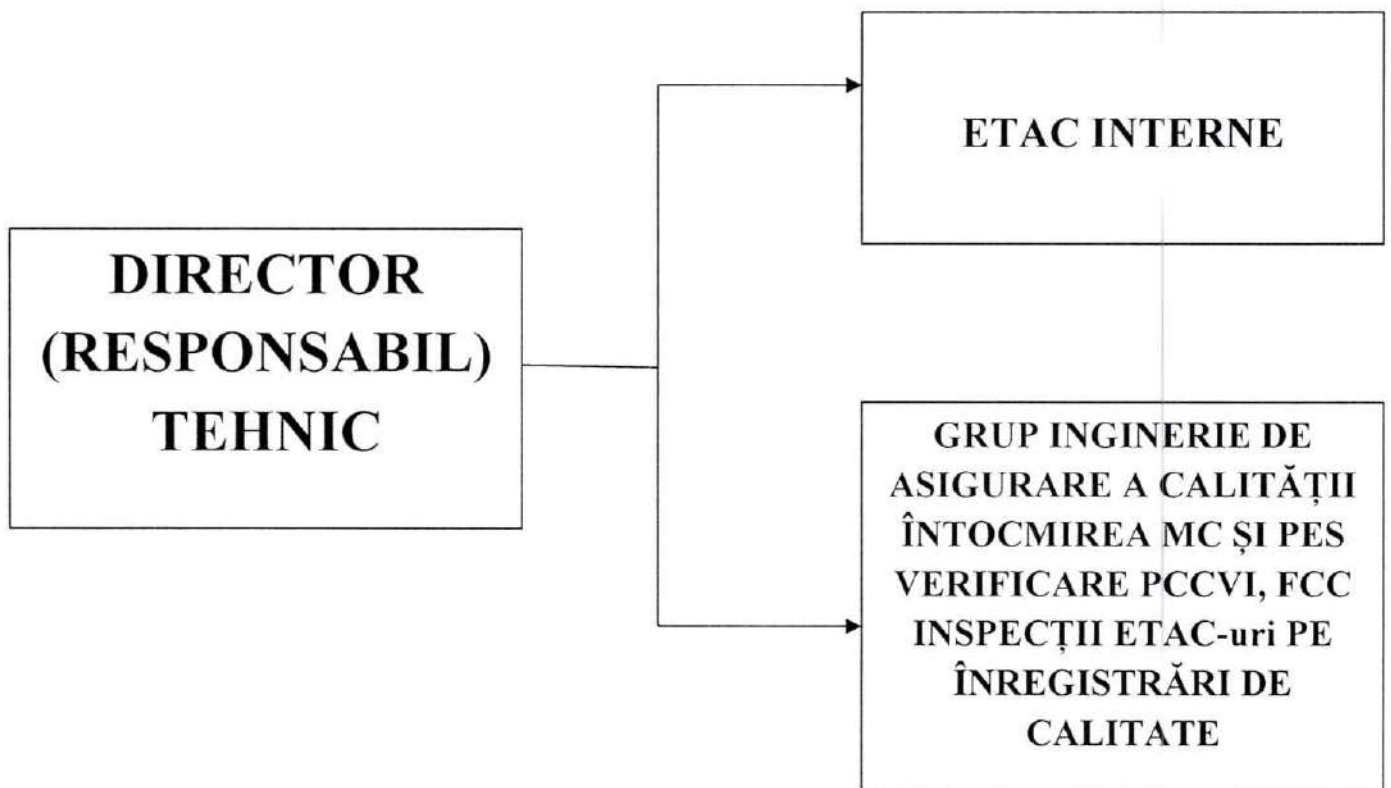 DIRECTOR
(RESPONSABIL)
TEHNIC
ETAC INTERNE
GRUP INGINERIE DE
ASIGURARE A CALITĂȚII
ÎNTOCMIREA MC ȘI PES
VERIFICARE PCCVI, FCC
INSPECȚII ETAC-uri PE
ÎNREGISTRĂRI DE
CALITATE